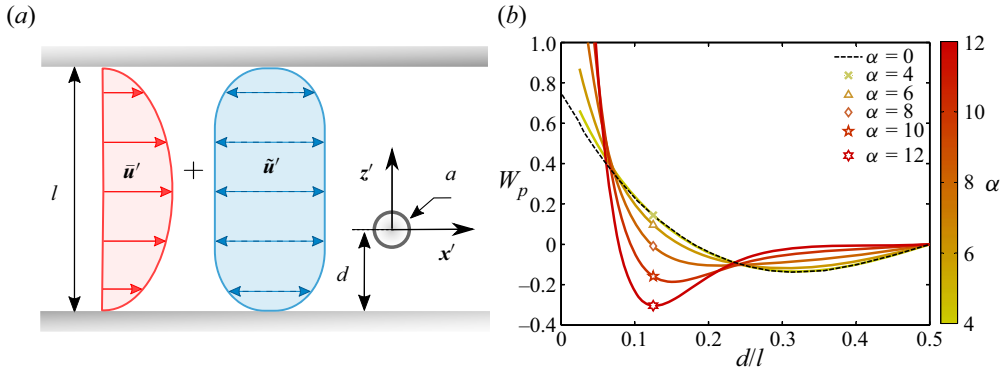 (a)
l
ū′
+
ũ′
z′
a
x′
d
(b)
W_p
1.0
0.8
0.6
0.4
0.2
0
−0.2
−0.4
0
0.1
0.2
0.3
0.4
0.5
d/l
α = 0
α = 4
α = 6
α = 8
α = 10
α = 12
12
10
8
6
4
α